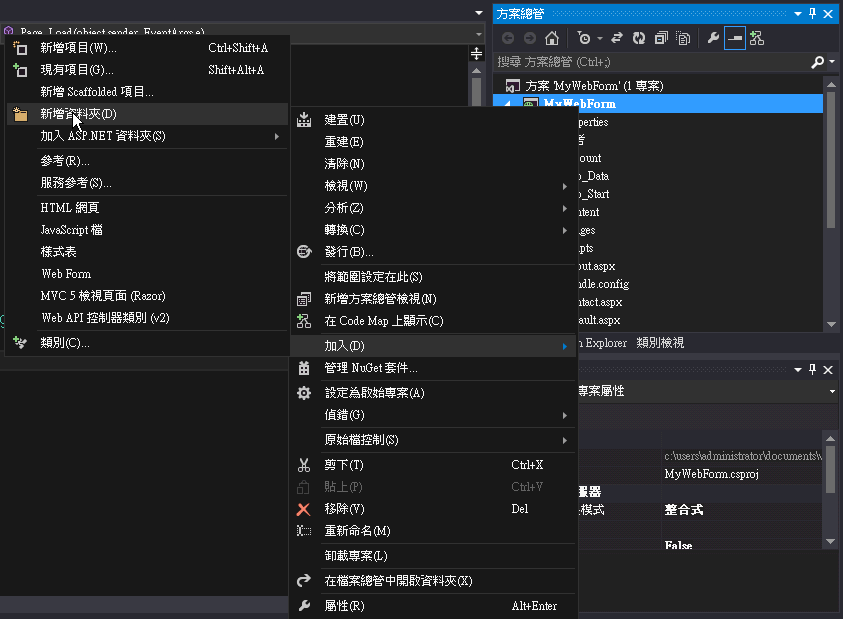 Page_Load(object sender, EventArgs e)
新增項目(W)... Ctrl+Shift+A
現有項目(G)... Shift+Alt+A
新增 Scaffolded 項目...
新增資料夾(D)
加入 ASP.NET 資料夾(S)
參考(R)...
服務參考(S)...
HTML 網頁
JavaScript 檔
樣式表
Web Form
MVC 5 檢視頁面 (Razor)
Web API 控制器類別 (v2)
類別(C)...
建置(U)
重建(E)
清除(N)
檢視(W)
分析(Z)
轉換(C)
發行(B)...
將範圍設定在此(S)
新增方案總管檢視(N)
在 Code Map 上顯示(C)
加入(D)
管理 NuGet 套件...
設定為啟始專案(A)
偵錯(G)
原始檔控制(S)
剪下(T) Ctrl+X
貼上(P) Ctrl+V
移除(V) Del
重新命名(M)
卸載專案(L)
在檔案總管中開啟資料夾(X)
屬性(R) Alt+Enter
方案總管
搜尋 方案總管 (Ctrl+;)
方案 'MyWebForm' (1 專案)
MyWebForm
perties
考
ount
p_Data
p_Start
ntent
ges
ipts
out.aspx
ndle.config
ntact.aspx
ault.aspx
n Explorer 類別檢視
專案屬性
c:\users\administrator\documents\v
MyWebForm.csproj
服器
模式 整合式
False